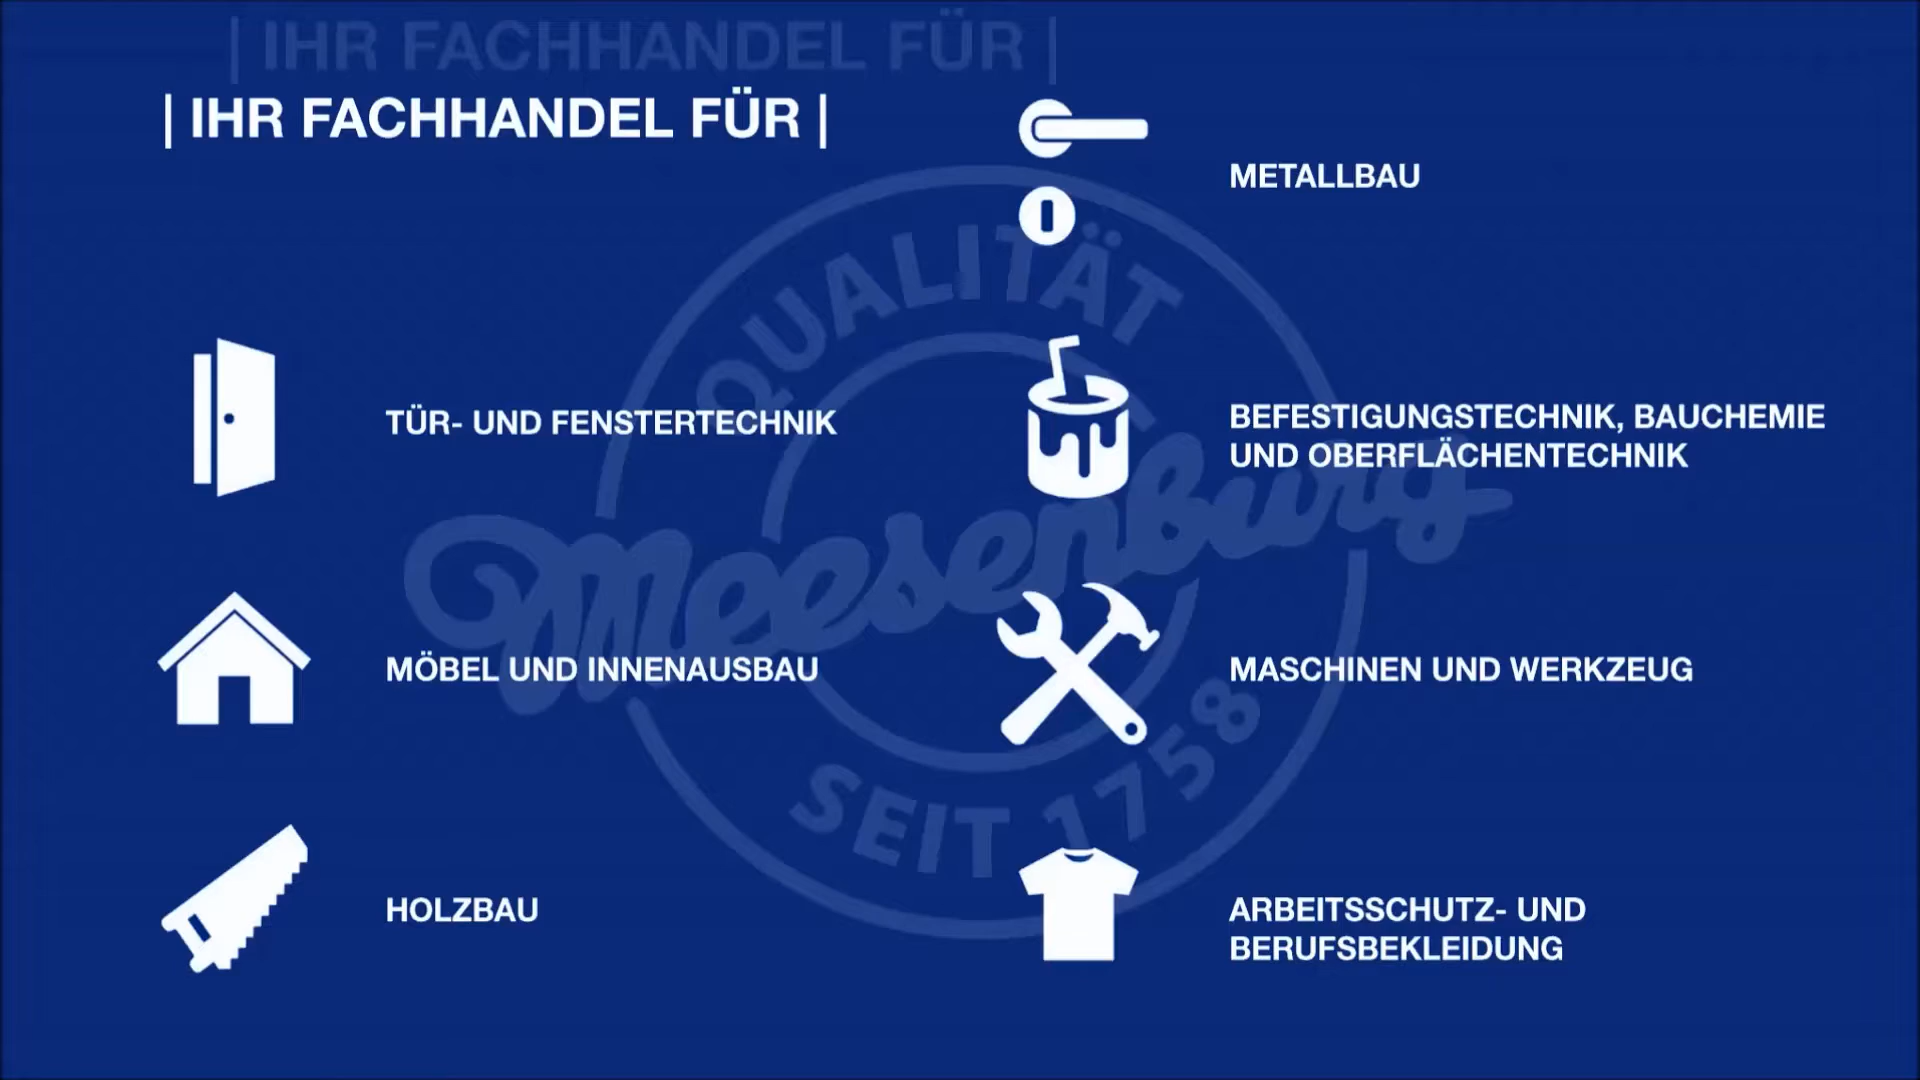 | IHR FACHHANDEL FÜR |
| IHR FACHHANDEL FÜR |
TÜR- UND FENSTERTECHNIK
MÖBEL UND INNENAUSBAU
HOLZBAU
METALLBAU
BEFESTIGUNGSTECHNIK, BAUCHEMIE
UND OBERFLÄCHENTECHNIK
MASCHINEN UND WERKZEUG
ARBEITSSCHUTZ- UND
BERUFSBEKLEIDUNG
QUALITÄT
Meesenburg
SEIT 1758